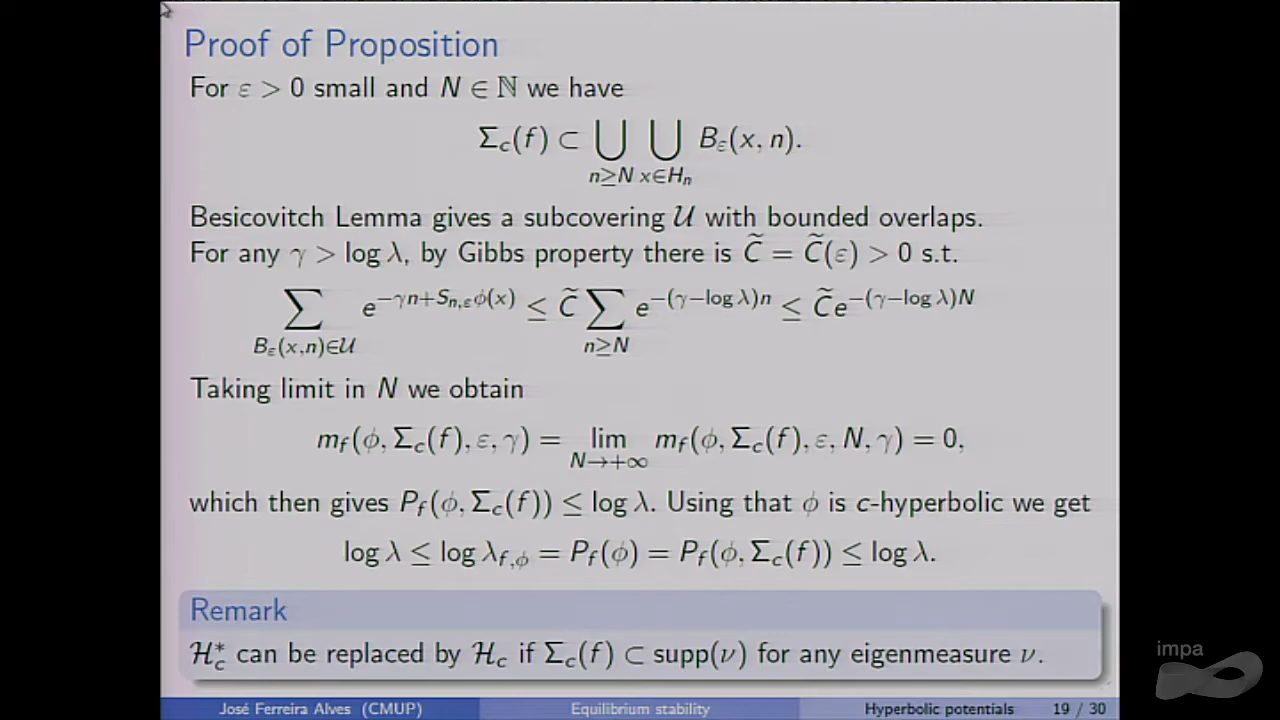 Proof of Proposition
For ε > 0 small and N ∈ ℕ we have
Σ_c(f) ⊂ ⋃_{n≥N} ⋃_{x∈H_n} B_ε(x, n).
Besicovitch Lemma gives a subcovering 𝒰 with bounded overlaps.
For any γ > log λ, by Gibbs property there is C̃ = C̃(ε) > 0 s.t.
∑_{B_ε(x,n)∈𝒰} e^{−γn+S_{n,ε}φ(x)} ≤ C̃ ∑_{n≥N} e^{−(γ−log λ)n} ≤ C̃e^{−(γ−log λ)N}
Taking limit in N we obtain
m_f(φ, Σ_c(f), ε, γ) = lim_{N→+∞} m_f(φ, Σ_c(f), ε, N, γ) = 0,
which then gives P_f(φ, Σ_c(f)) ≤ log λ. Using that φ is c-hyperbolic we get
log λ ≤ log λ_{f,φ} = P_f(φ) = P_f(φ, Σ_c(f)) ≤ log λ.
Remark
ℋ_c^* can be replaced by ℋ_c if Σ_c(f) ⊂ supp(ν) for any eigenmeasure ν.
José Ferreira Alves (CMUP) Equilibrium stability Hyperbolic potentials 19 / 30
impa